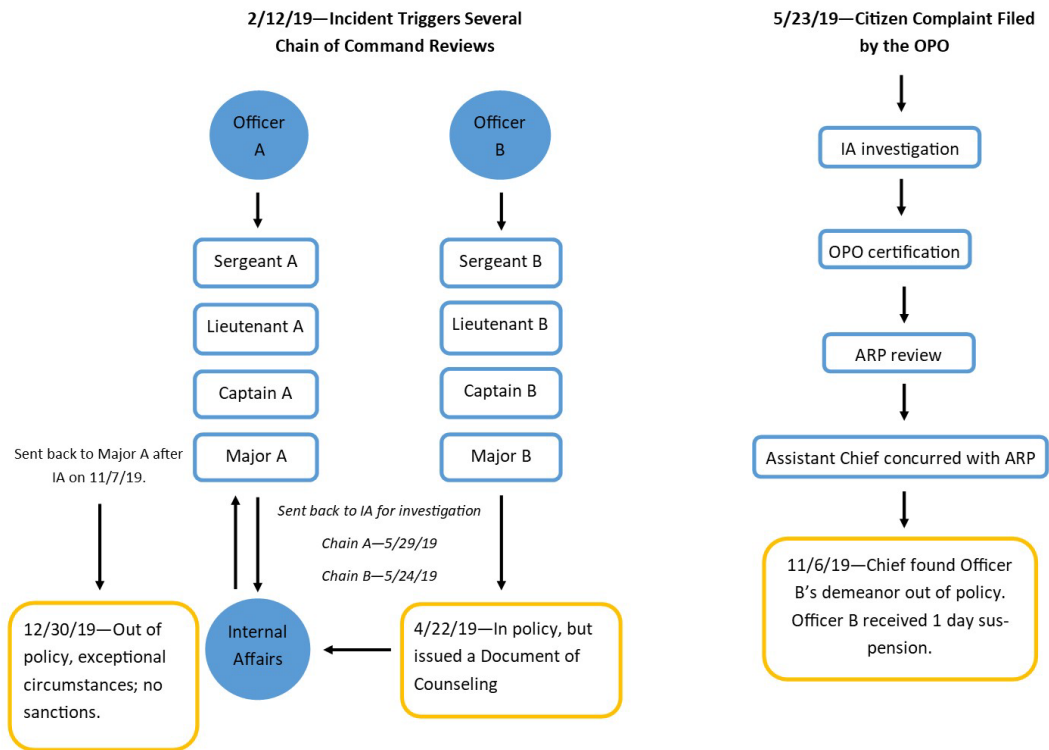 2/12/19—Incident Triggers Several
Chain of Command Reviews
Officer
A
Sergeant A
Lieutenant A
Captain A
Major A
Officer
B
Sergeant B
Lieutenant B
Captain B
Major B
Sent back to Major A after
IA on 11/7/19.
Sent back to IA for investigation
Chain A—5/29/19
Chain B—5/24/19
12/30/19—Out of
policy, exceptional
circumstances; no
sanctions.
Internal
Affairs
4/22/19—In policy, but
issued a Document of
Counseling
5/23/19—Citizen Complaint Filed
by the OPO
IA investigation
OPO certification
ARP review
Assistant Chief concurred with ARP
11/6/19—Chief found Officer
B’s demeanor out of policy.
Officer B received 1 day sus-
pension.